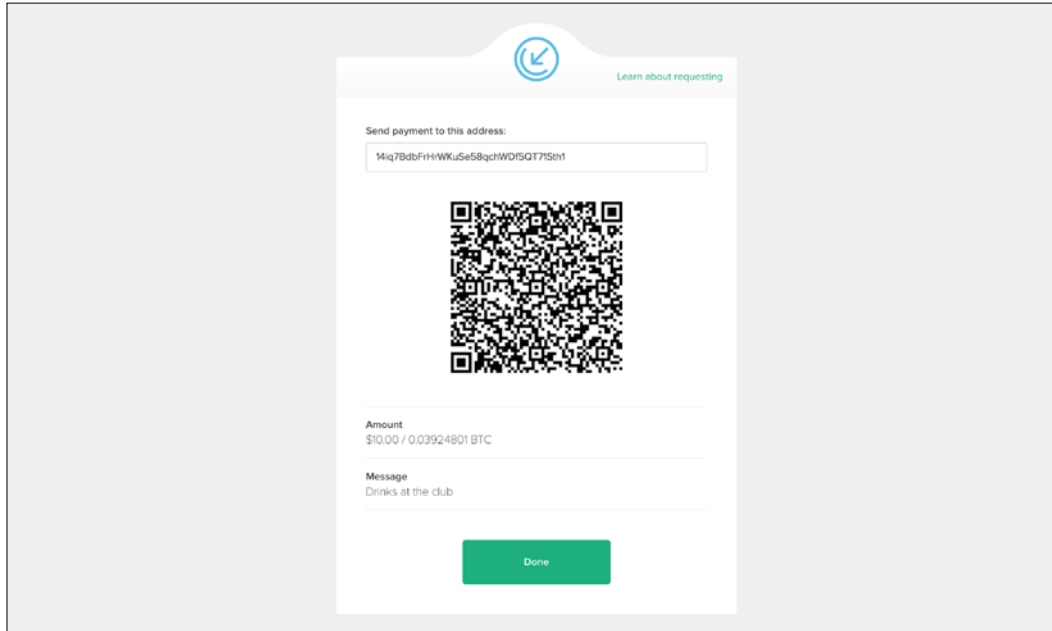 Learn about requesting
Send payment to this address:
14iq7BdbFrHrWKuSe58qchWDf5QT71Sth1
Amount
$10.00 / 0.03924801 BTC
Message
Drinks at the club
Done